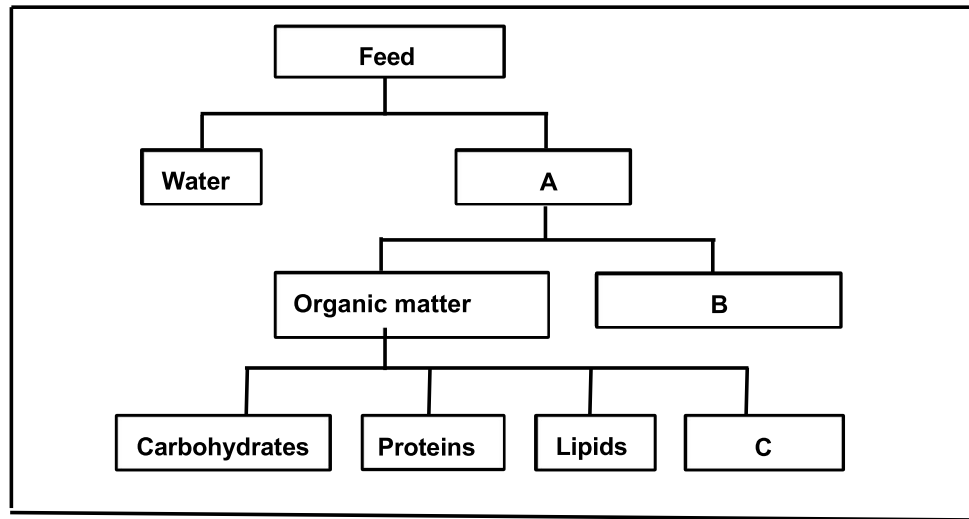 Feed
Water
A
Organic matter
B
Carbohydrates
Proteins
Lipids
C